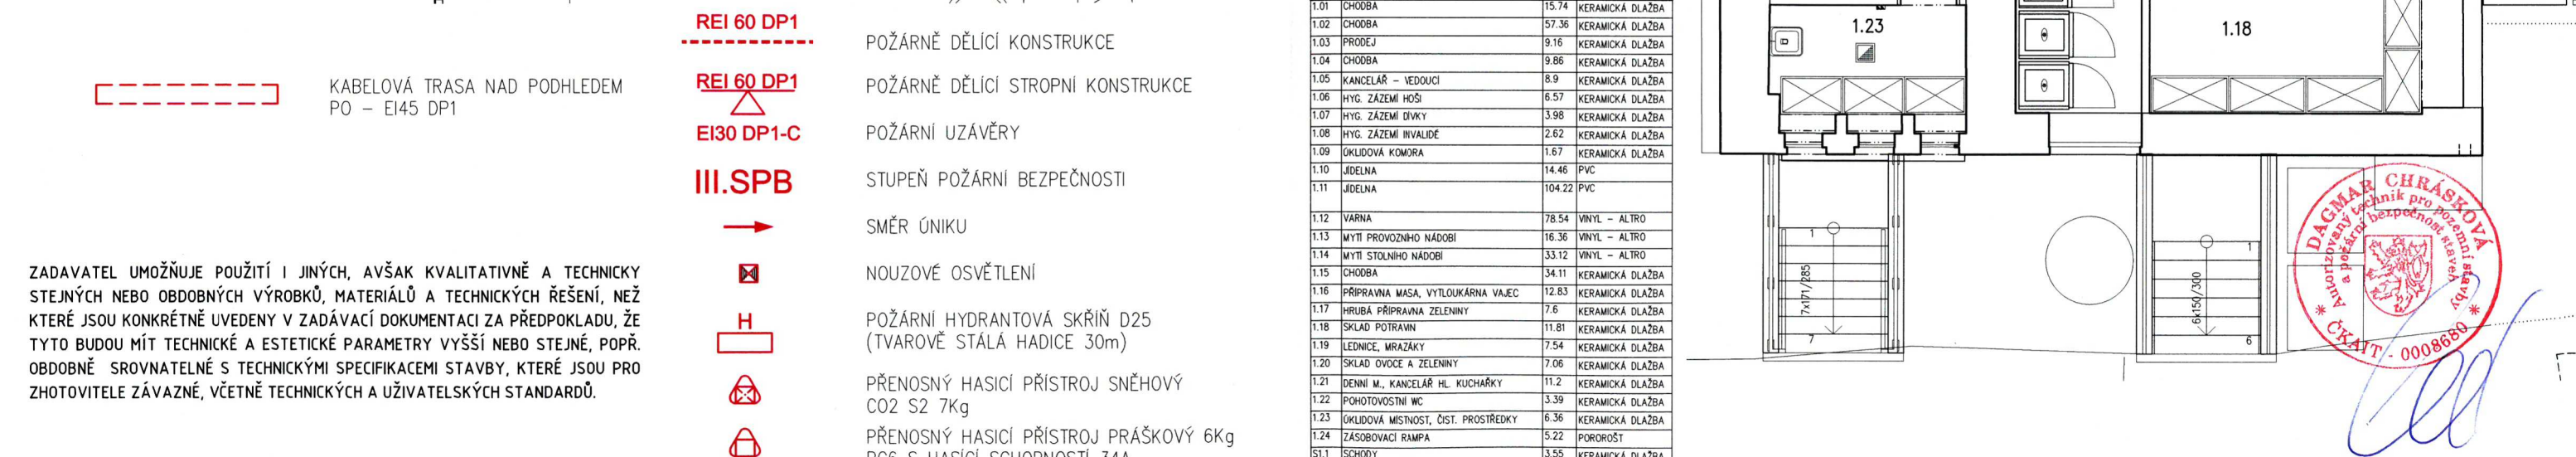 KABELOVÁ TRASA NAD PODHLEDEM
PO – EI45 DP1
ZADAVATEL UMOŽŇUJE POUŽITÍ I JINÝCH, AVŠAK KVALITATIVNĚ A TECHNICKY
STEJNÝCH NEBO OBDOBNÝCH VÝROBKŮ, MATERIÁLŮ A TECHNICKÝCH ŘEŠENÍ, NEŽ
KTERÉ JSOU KONKRÉTNĚ UVEDENY V ZADÁVACÍ DOKUMENTACI ZA PŘEDPOKLADU, ŽE
TYTO BUDOU MÍT TECHNICKÉ A ESTETICKÉ PARAMETRY VYŠŠÍ NEBO STEJNÉ, POPŘ.
OBDOBNĚ SROVNATELNÉ S TECHNICKÝMI SPECIFIKACEMI STAVBY, KTERÉ JSOU PRO
ZHOTOVITELE ZÁVAZNÉ, VČETNĚ TECHNICKÝCH A UŽIVATELSKÝCH STANDARDŮ.
REI 60 DP1
POŽÁRNĚ DĚLÍCÍ KONSTRUKCE
REI 60 DP1
POŽÁRNĚ DĚLÍCÍ STROPNÍ KONSTRUKCE
EI30 DP1-C POŽÁRNÍ UZÁVĚRY
III.SPB STUPEŇ POŽÁRNÍ BEZPEČNOSTI
SMĚR ÚNIKU
NOUZOVÉ OSVĚTLENÍ
H POŽÁRNÍ HYDRANTOVÁ SKŘÍŇ D25
(TVAROVĚ STÁLÁ HADICE 30m)
PŘENOSNÝ HASICÍ PŘÍSTROJ SNĚHOVÝ
CO2 S2 7Kg
PŘENOSNÝ HASICÍ PŘÍSTROJ PRÁŠKOVÝ 6Kg
1.01 CHODBA 15.74 KERAMICKÁ DLAŽBA
1.02 CHODBA 57.36 KERAMICKÁ DLAŽBA
1.03 PRODEJ 9.16 KERAMICKÁ DLAŽBA
1.04 CHODBA 9.86 KERAMICKÁ DLAŽBA
1.05 KANCELÁŘ – VEDOUCÍ 8.9 KERAMICKÁ DLAŽBA
1.06 HYG. ZÁZEMÍ HOŠI 6.57 KERAMICKÁ DLAŽBA
1.07 HYG. ZÁZEMÍ DÍVKY 3.98 KERAMICKÁ DLAŽBA
1.08 HYG. ZÁZEMÍ INVALIDÉ 2.62 KERAMICKÁ DLAŽBA
1.09 ÚKLIDOVÁ KOMORA 1.67 KERAMICKÁ DLAŽBA
1.10 JÍDELNA 14.46 PVC
1.11 JÍDELNA 104.22 PVC
1.12 VARNA 78.54 VINYL – ALTRO
1.13 MYTÍ PROVOZNÍHO NÁDOBÍ 16.36 VINYL – ALTRO
1.14 MYTÍ STOLNÍHO NÁDOBÍ 33.12 VINYL – ALTRO
1.15 CHODBA 34.11 KERAMICKÁ DLAŽBA
1.16 PŘÍPRAVNA MASA, VYTLOUKÁRNA VAJEC 12.83 KERAMICKÁ DLAŽBA
1.17 HRUBÁ PŘÍPRAVNA ZELENINY 7.6 KERAMICKÁ DLAŽBA
1.18 SKLAD POTRAVIN 11.81 KERAMICKÁ DLAŽBA
1.19 LEDNICE, MRAZÁKY 7.54 KERAMICKÁ DLAŽBA
1.20 SKLAD OVOCE A ZELENINY 7.06 KERAMICKÁ DLAŽBA
1.21 DENNÍ M., KANCELÁŘ HL. KUCHAŘKY 11.2 KERAMICKÁ DLAŽBA
1.22 POHOTOVOSTNÍ WC 3.39 KERAMICKÁ DLAŽBA
1.23 ÚKLIDOVÁ MÍSTNOST, ČIST. PROSTŘEDKY 6.36 KERAMICKÁ DLAŽBA
1.24 ZÁSOBOVACÍ RAMPA 5.22 POROROŠT
S1.1 SCHODY 3.55 KERAMICKÁ DLAŽBA
1.23
1.18
1
7x171/285
7
1
6x150/300
6
DAGMAR CHRÁSKOVÁ
Autorizovaný technik pro pozemní stavby
a požární bezpečnost staveb
* ČKAIT - 0008680 *